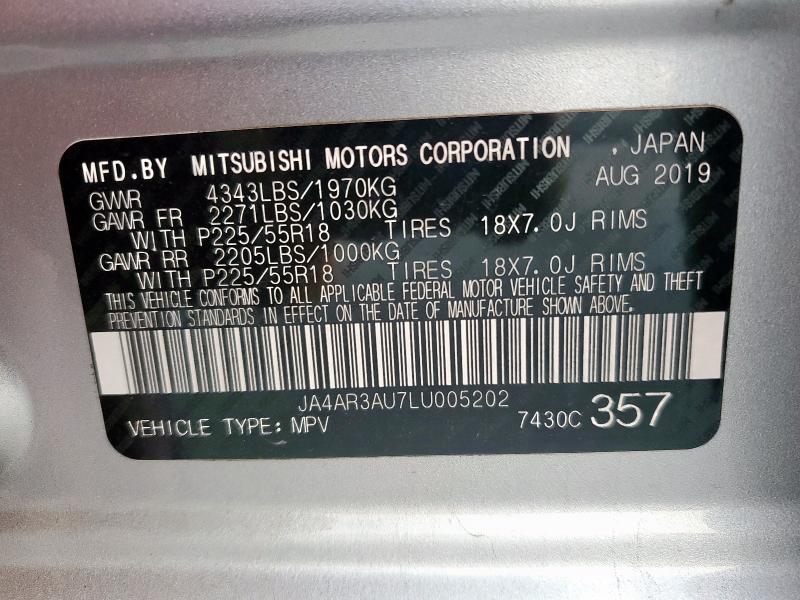 MFD.BY MITSUBISHI MOTORS CORPORATION , JAPAN
GWR 4343LBS/1970KG AUG 2019
GAWR FR 2271LBS/1030KG
WITH P225/55R18 TIRES 18X7.0J RIMS
GAWR RR 2205LBS/1000KG
WITH P225/55R18 TIRES 18X7.0J RIMS
THIS VEHICLE CONFORMS TO ALL APPLICABLE FEDERAL MOTOR VEHICLE SAFETY AND THEFT
PREVENTION STANDARDS IN EFFECT ON THE DATE OF MANUFACTURE SHOWN ABOVE.
JA4AR3AU7LU005202
VEHICLE TYPE: MPV 7430C 357